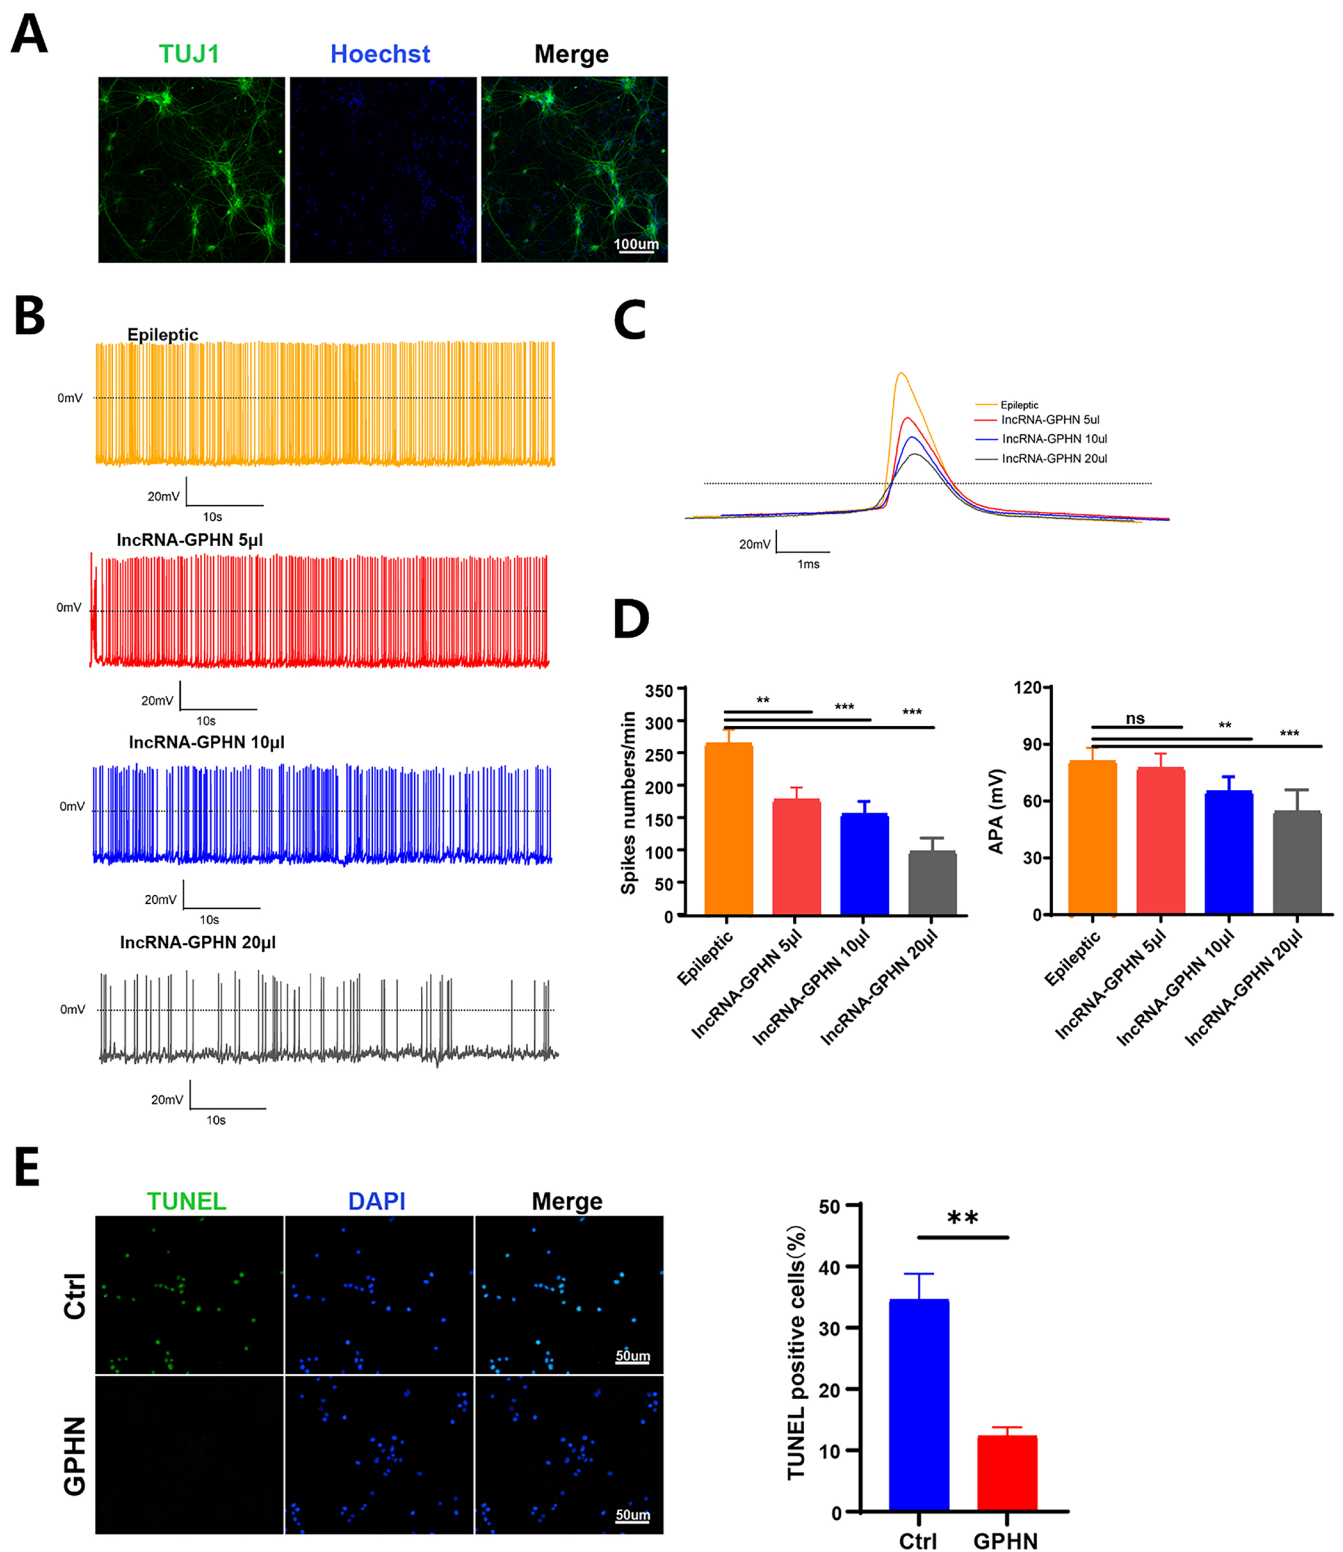 A
TUJ1 Hoechst Merge
100um
B
Epileptic
0mV
20mV
10s
lncRNA-GPHN 5µl
0mV
20mV
10s
lncRNA-GPHN 10µl
0mV
20mV
10s
lncRNA-GPHN 20µl
0mV
20mV
10s
C
Epileptic
lncRNA-GPHN 5ul
lncRNA-GPHN 10ul
lncRNA-GPHN 20ul
20mV
1ms
D
Spikes numbers/min
350
300
250
200
150
100
50
0
**
***
***
Epileptic
lncRNA-GPHN 5µl
lncRNA-GPHN 10µl
lncRNA-GPHN 20µl
APA (mV)
120
90
60
30
0
ns
**
***
Epileptic
lncRNA-GPHN 5µl
lncRNA-GPHN 10µl
lncRNA-GPHN 20µl
E
TUNEL DAPI Merge
Ctrl
50um
GPHN
50um
TUNEL positive cells(%)
50
40
30
20
10
0
**
Ctrl GPHN